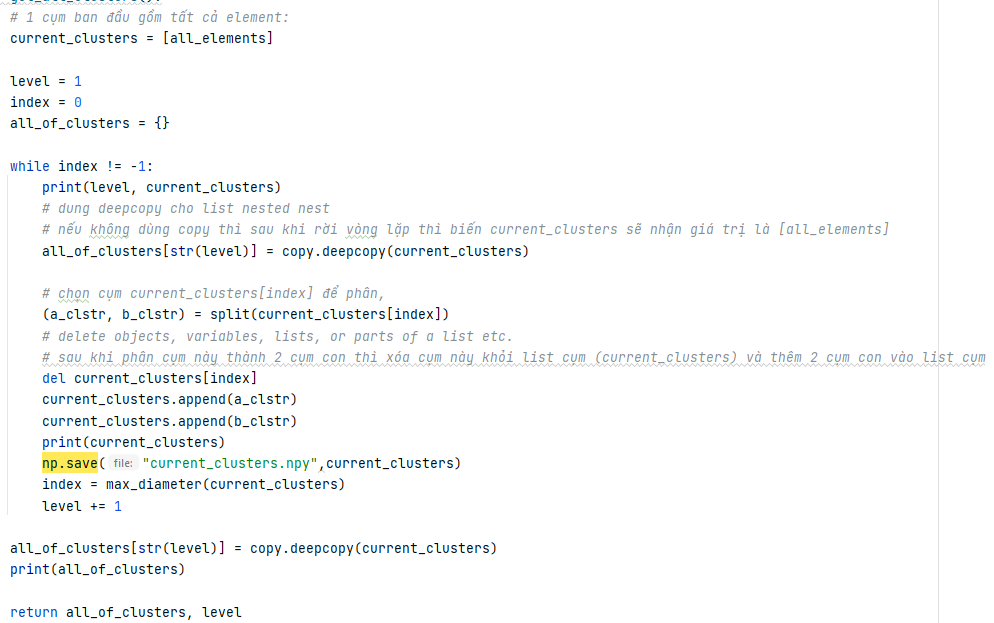 # 1 cụm ban đầu gồm tất cả element:
current_clusters = [all_elements]
level = 1
index = 0
all_of_clusters = {}
while index != -1:
print(level, current_clusters)
# dung deepcopy cho list nested nest
# nếu không dùng copy thì sau khi rời vòng lặp thì biến current_clusters sẽ nhận giá trị là [all_elements]
all_of_clusters[str(level)] = copy.deepcopy(current_clusters)
# chọn cụm current_clusters[index] để phân,
(a_clstr, b_clstr) = split(current_clusters[index])
# delete objects, variables, lists, or parts of a list etc.
# sau khi phân cụm này thành 2 cụm con thì xóa cụm này khỏi list cụm (current_clusters) và thêm 2 cụm con vào list cụm
del current_clusters[index]
current_clusters.append(a_clstr)
current_clusters.append(b_clstr)
print(current_clusters)
np.save( file: "current_clusters.npy",current_clusters)
index = max_diameter(current_clusters)
level += 1
all_of_clusters[str(level)] = copy.deepcopy(current_clusters)
print(all_of_clusters)
return all_of_clusters, level